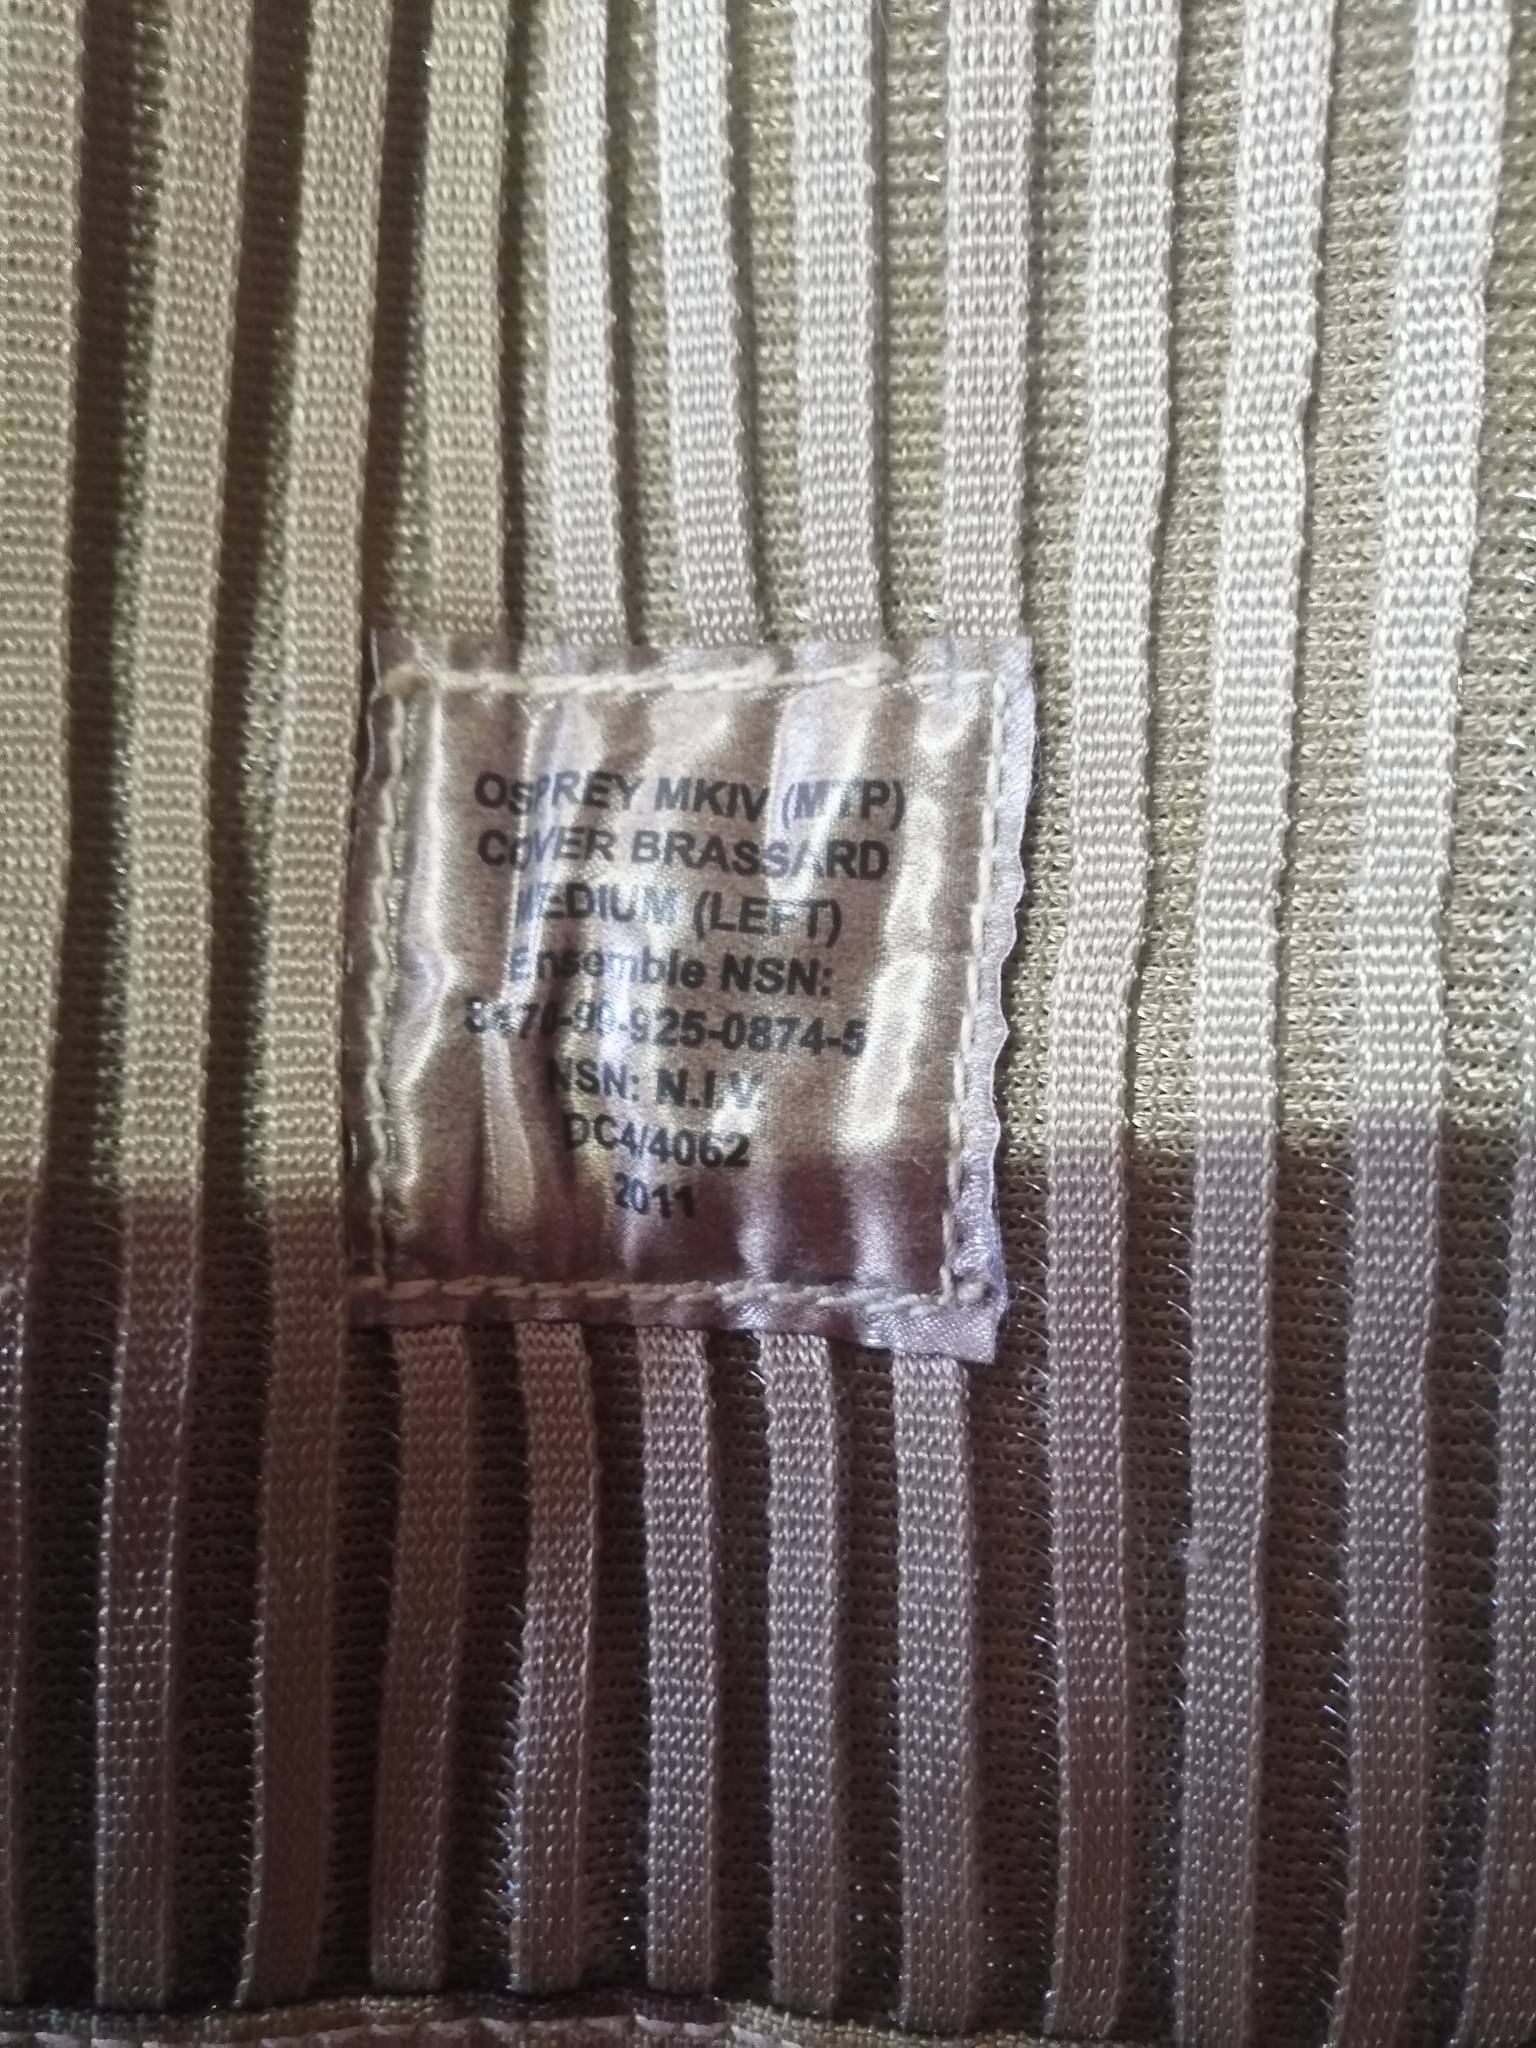 OSPREY MKIV (MTP)
COVER BRASSARD
MEDIUM (LEFT)
Ensemble NSN:
8470-99-925-0874-5
NSN: N.I.V.
DC4/4062
2011